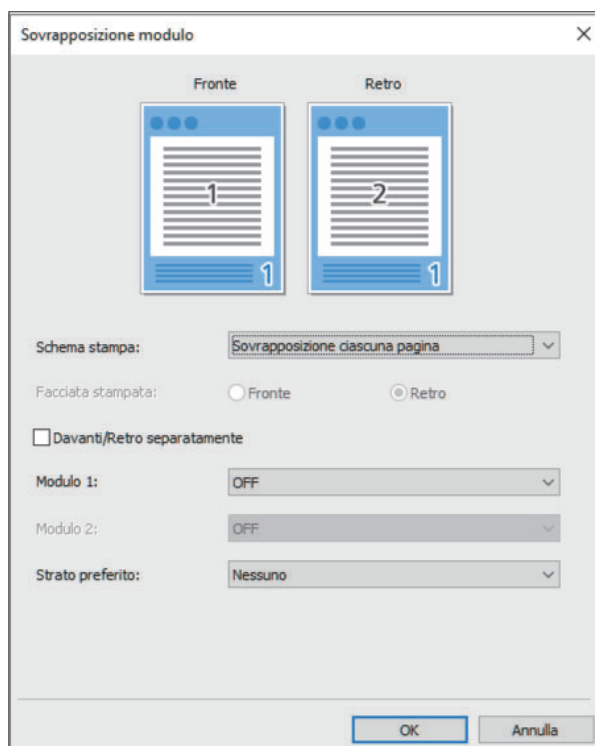 Sovrapposizione modulo
Fronte Retro
1 2
1 1
Schema stampa: Sovrapposizione ciascuna pagina
Facciata stampata: Fronte Retro
Davanti/Retro separatamente
Modulo 1: OFF
Modulo 2: OFF
Strato preferito: Nessuno
OK Annulla